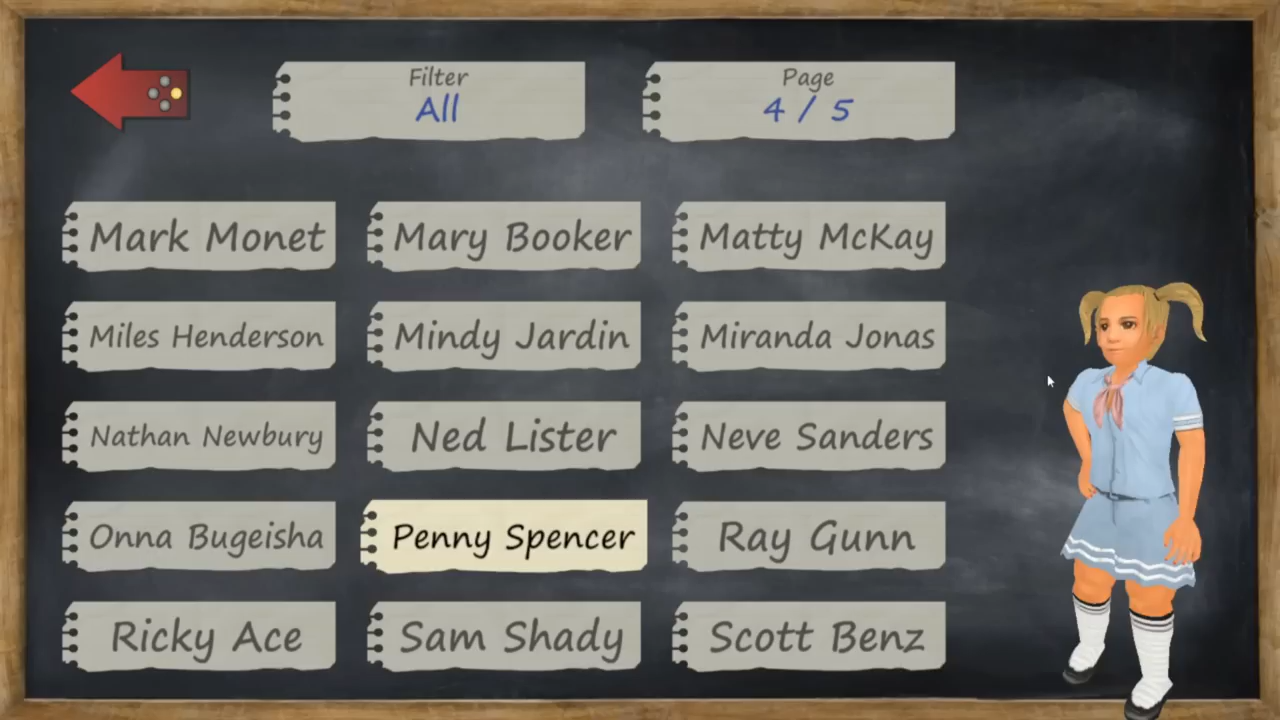 Filter
All
Page
4 / 5
Mark Monet
Mary Booker
Matty McKay
Miles Henderson
Mindy Jardin
Miranda Jonas
Nathan Newbury
Ned Lister
Neve Sanders
Onna Bugeisha
Penny Spencer
Ray Gunn
Ricky Ace
Sam Shady
Scott Benz